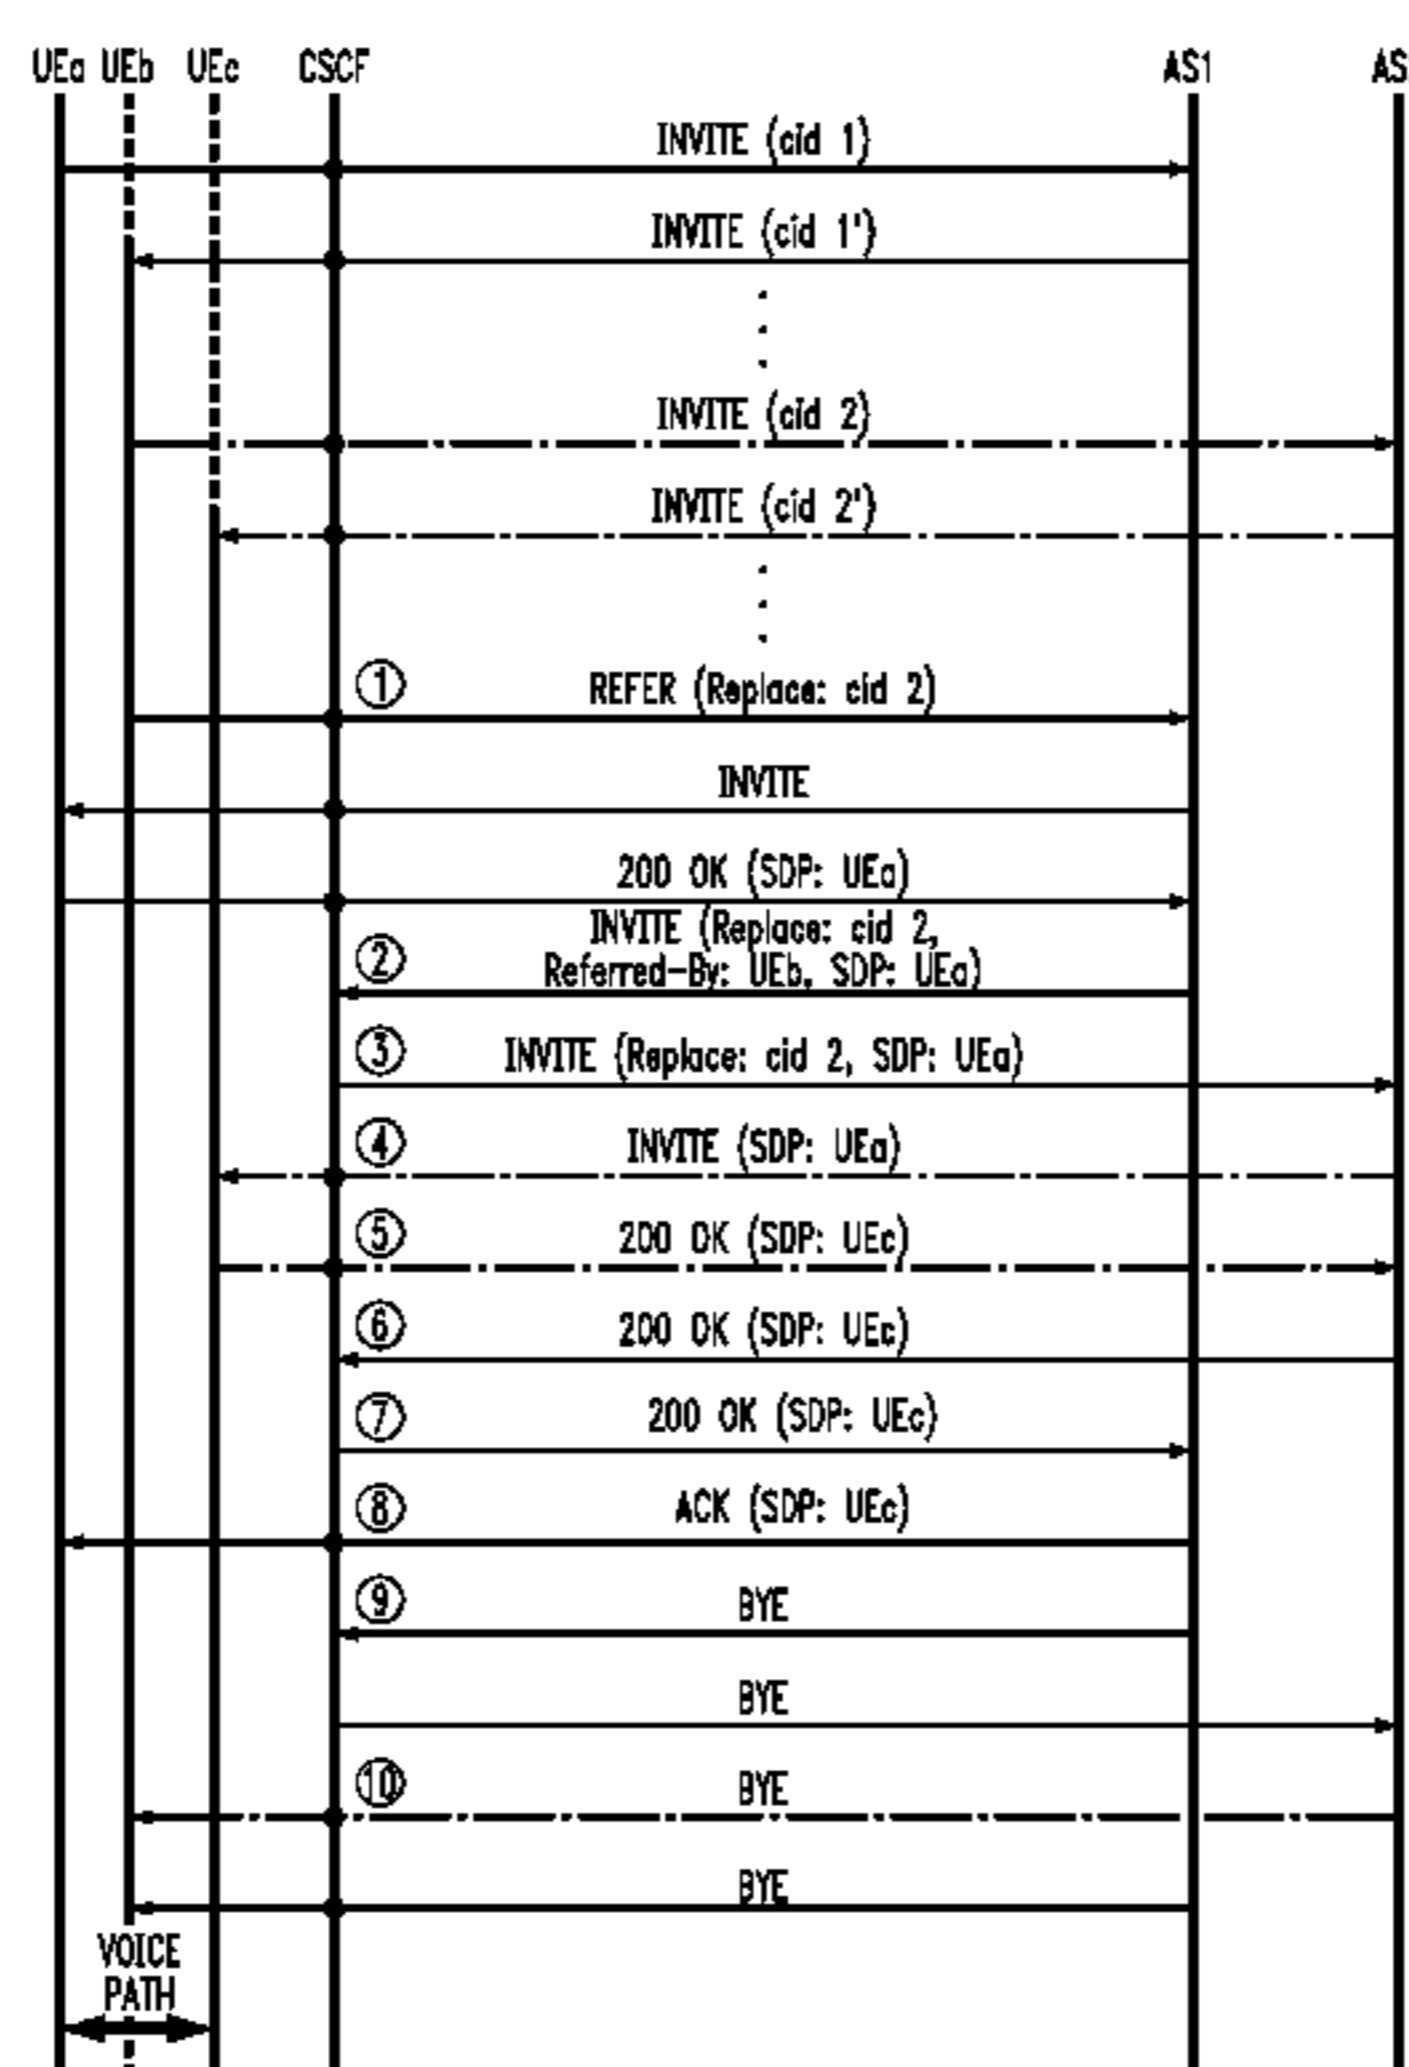 UEa UEb UEc CSCF AS1 AS
INVITE (cid 1)
INVITE (cid 1')
INVITE (cid 2)
INVITE (cid 2')
① REFER (Replace: cid 2)
INVITE
200 OK (SDP: UEa)
INVITE (Replace: cid 2,
② Referred-By: UEb, SDP: UEa)
③ INVITE (Replace: cid 2, SDP: UEa)
④ INVITE (SDP: UEa)
⑤ 200 OK (SDP: UEc)
⑥ 200 OK (SDP: UEc)
⑦ 200 OK (SDP: UEc)
⑧ ACK (SDP: UEc)
⑨ BYE
BYE
⑩ BYE
BYE
VOICE
PATH